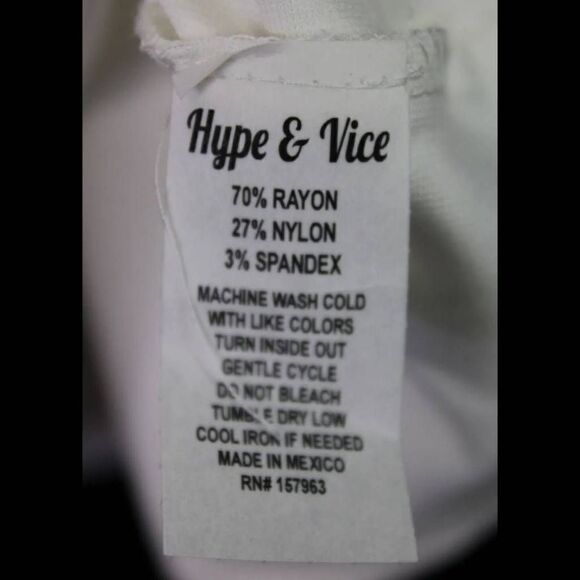 Hype & Vice
70% RAYON
27% NYLON
3% SPANDEX
MACHINE WASH COLD
WITH LIKE COLORS
TURN INSIDE OUT
GENTLE CYCLE
DO NOT BLEACH
TUMBLE DRY LOW
COOL IRON IF NEEDED
MADE IN MEXICO
RN# 157963